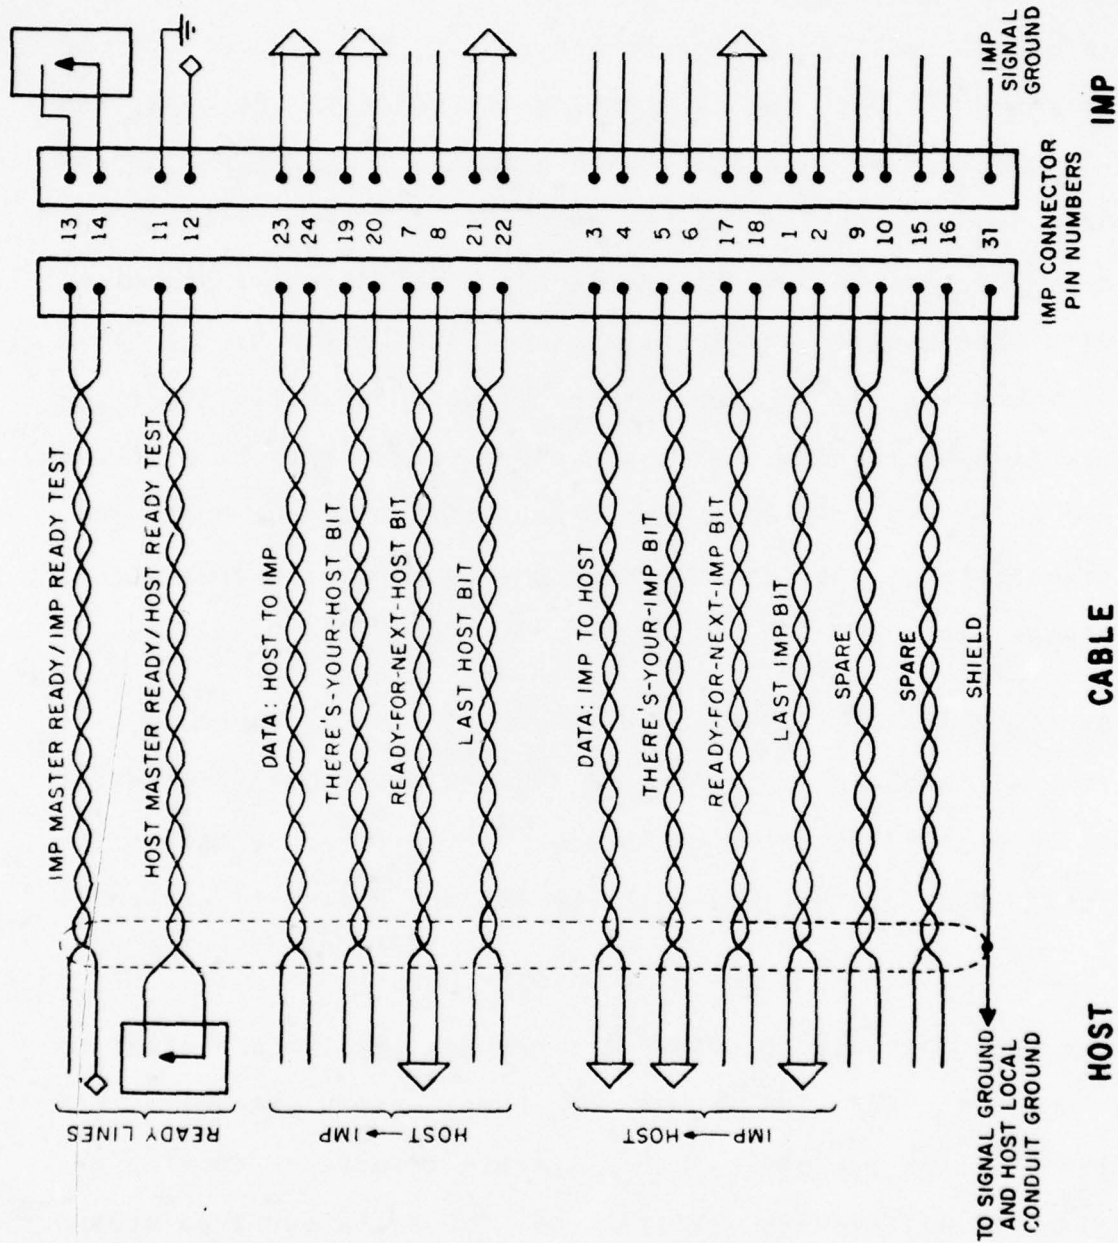 READY LINES
HOST → IMP
IMP → HOST
IMP MASTER READY/IMP READY TEST
HOST MASTER READY/HOST READY TEST
DATA: HOST TO IMP
THERE'S-YOUR-HOST BIT
READY-FOR-NEXT-HOST BIT
LAST HOST BIT
DATA: IMP TO HOST
THERE'S-YOUR-IMP BIT
READY-FOR-NEXT-IMP BIT
LAST IMP BIT
SPARE
SPARE
SHIELD
13
14
11
12
23
24
19
20
7
8
21
22
3
4
5
6
17
18
1
2
9
10
15
16
31
IMP
SIGNAL
GROUND
TO SIGNAL GROUND
AND HOST LOCAL
CONDUIT GROUND
IMP CONNECTOR
PIN NUMBERS
HOST
CABLE
IMP